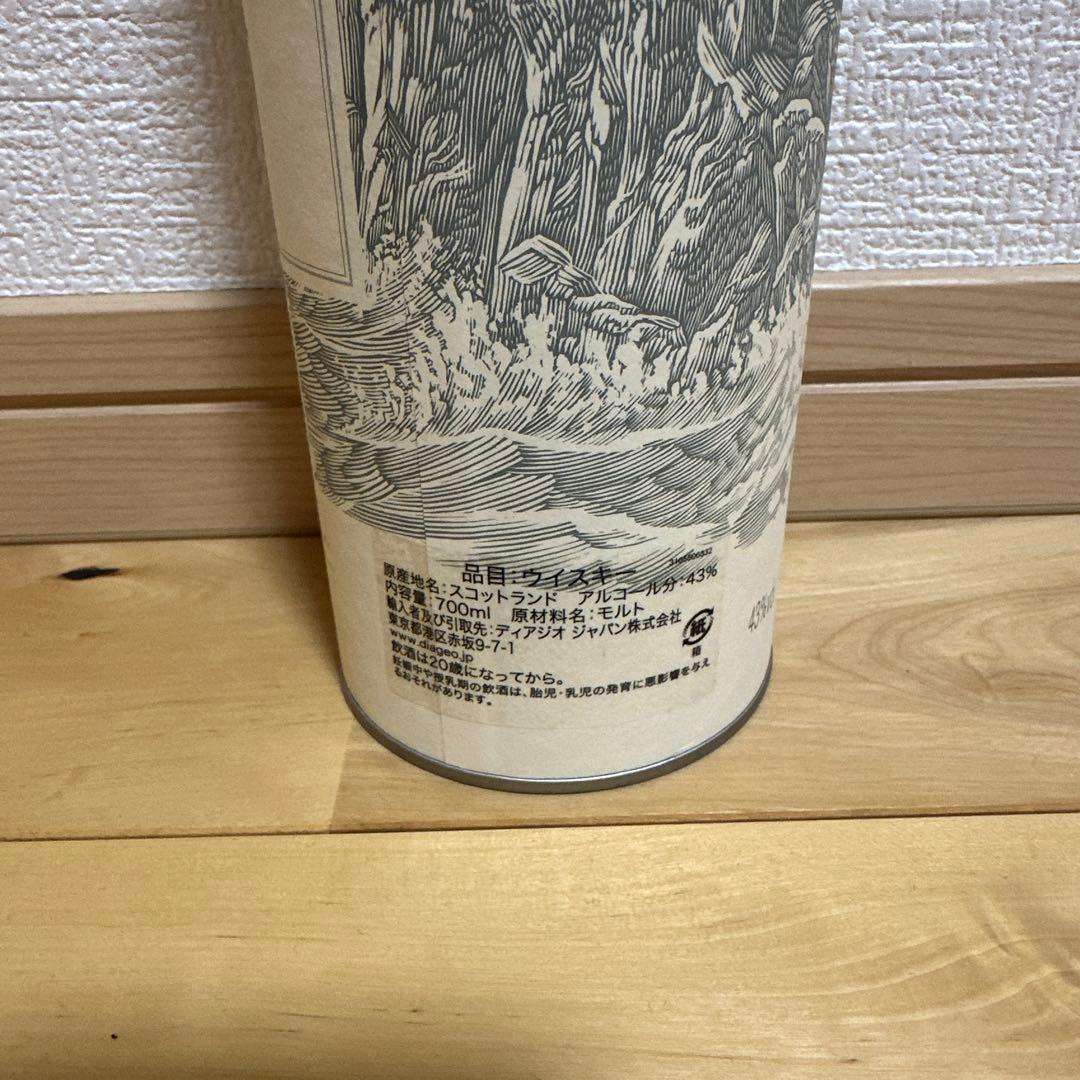 3105806832
品目：ウイスキー
原産地名：スコットランド　アルコール分：43%
内容量：700ml　原材料名：モルト
輸入者及び引取先：ディアジオ ジャパン株式会社
東京都港区赤坂9-7-1
www.diageo.jp
飲酒は20歳になってから。
妊娠中や授乳期の飲酒は、胎児・乳児の発育に悪影響を与え
るおそれがあります。
紙
箱
43%